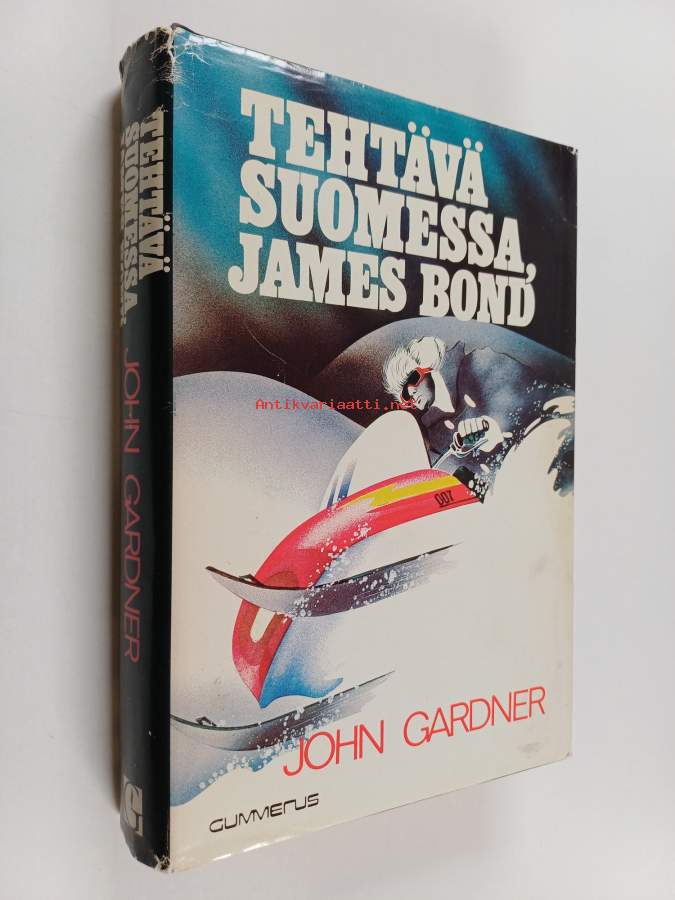 TEHTÄVÄ
SUOMESSA,
JAMES BOND
Antikvariaatti.net
007
JOHN GARDNER
GUMMERUS
TEHTÄVÄ
SUOMESSA,
JOHN GARDNER
G